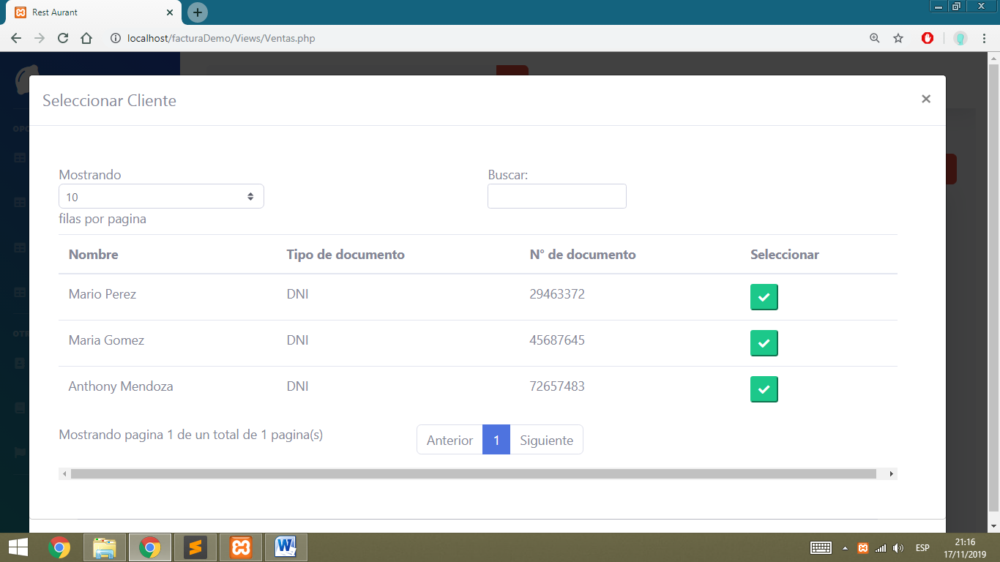 Rest Aurant
localhost/facturaDemo/Views/Ventas.php
OPC
OTR
Seleccionar Cliente
×
Mostrando
10
filas por pagina
Buscar:
Nombre Tipo de documento N° de documento Seleccionar
Mario Perez DNI 29463372
Maria Gomez DNI 45687645
Anthony Mendoza DNI 72657483
Mostrando pagina 1 de un total de 1 pagina(s)
Anterior 1 Siguiente
ESP
21:16
17/11/2019